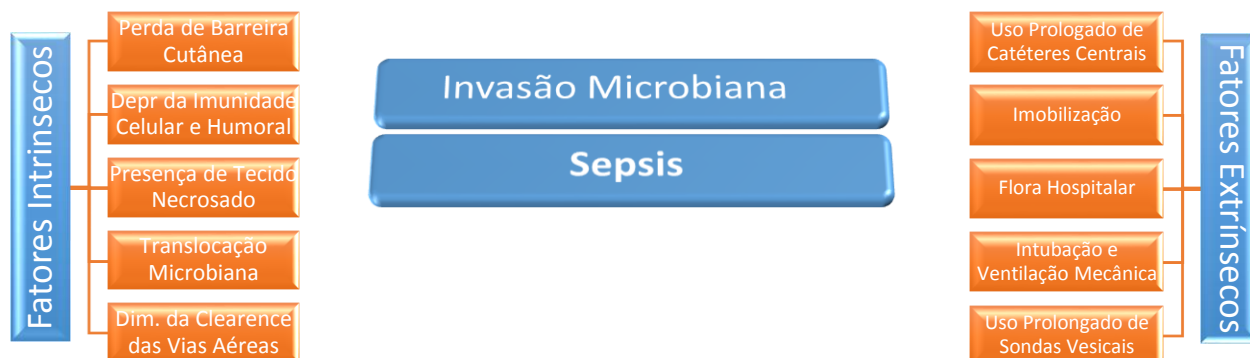 Fatores Intrinsecos
Perda de Barreira
Cutânea
Depr da Imunidade
Celular e Humoral
Presença de Tecido
Necrosado
Translocação
Microbiana
Dim. da Clearence
das Vias Aéreas
Invasão Microbiana
Sepsis
Uso Prologado de
Catéteres Centrais
Imobilização
Flora Hospitalar
Intubação e
Ventilação Mecânica
Uso Prolongado de
Sondas Vesicais
Fatores Extrínsecos